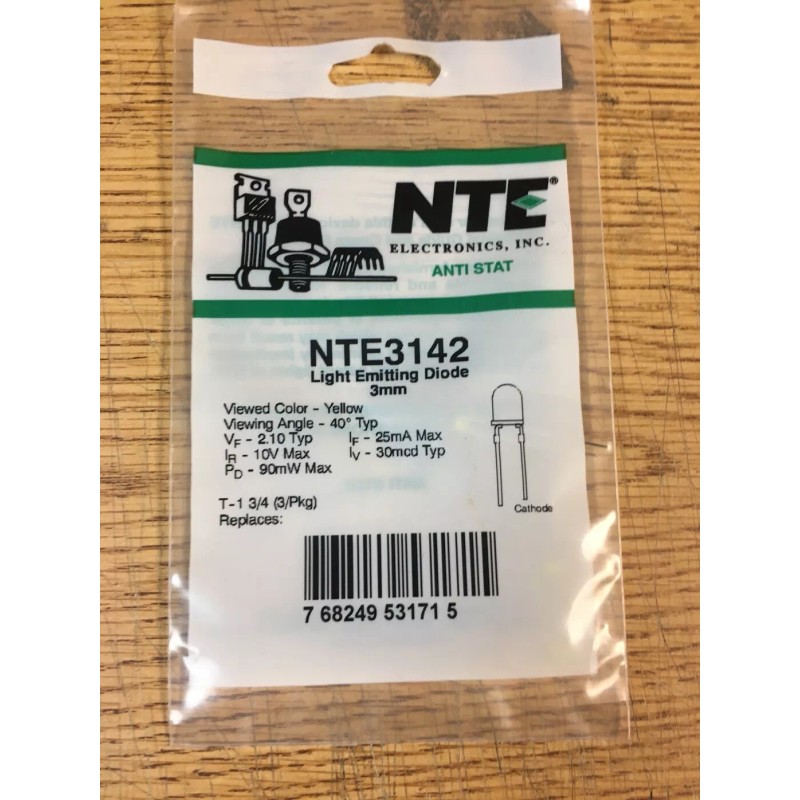 NTE®
ELECTRONICS, INC.
ANTI STAT
NTE3142
Light Emitting Diode
3mm
Viewed Color - Yellow
Viewing Angle - 40° Typ
VF - 2.10 Typ IF - 25mA Max
IR - 10V Max IV - 30mcd Typ
PD - 90mW Max
Cathode
T-1 3/4 (3/Pkg)
Replaces:
7 68249 53171 5